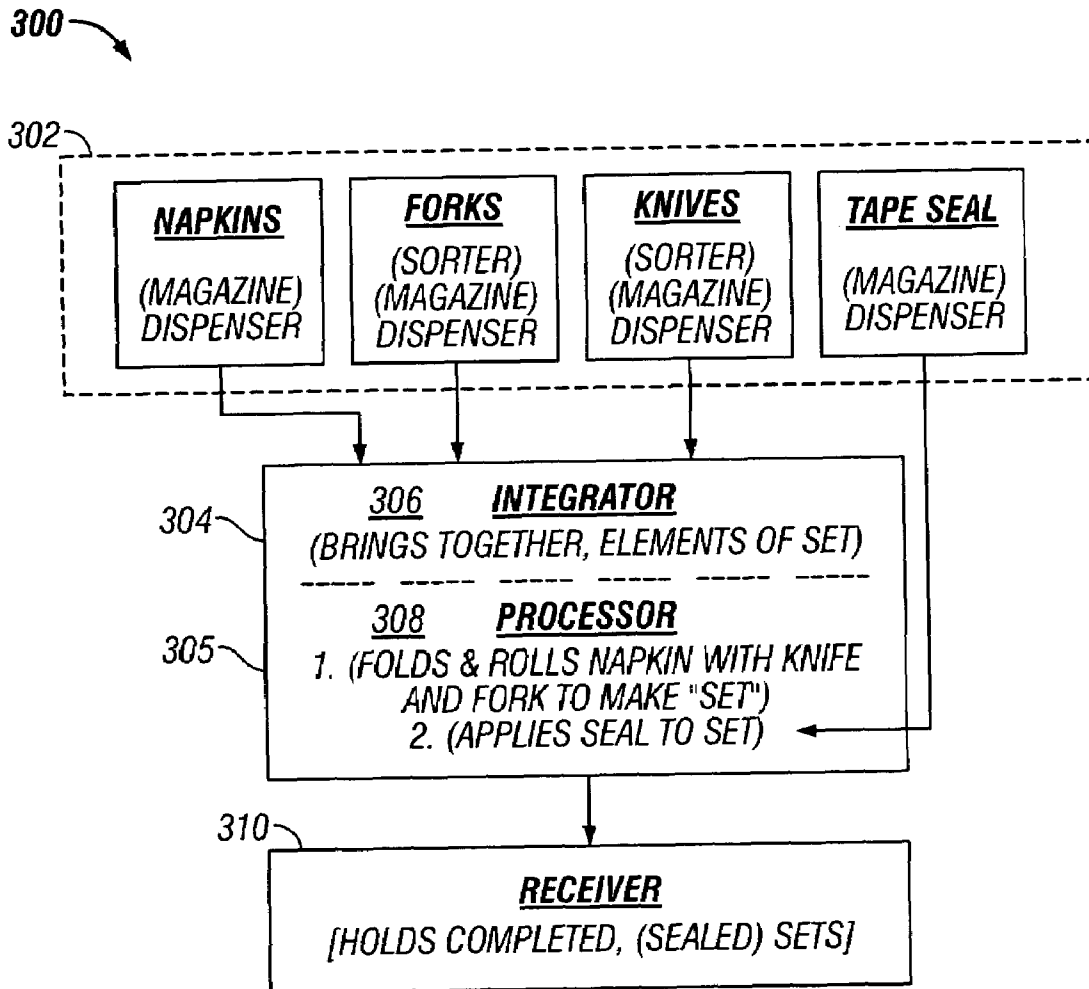 300
302
NAPKINS
(MAGAZINE)
DISPENSER
FORKS
(SORTER)
(MAGAZINE)
DISPENSER
KNIVES
(SORTER)
(MAGAZINE)
DISPENSER
TAPE SEAL
(MAGAZINE)
DISPENSER
304
306 INTEGRATOR
(BRINGS TOGETHER, ELEMENTS OF SET)
305
308 PROCESSOR
1. (FOLDS & ROLLS NAPKIN WITH KNIFE
AND FORK TO MAKE "SET")
2. (APPLIES SEAL TO SET)
310
RECEIVER
[HOLDS COMPLETED, (SEALED) SETS]